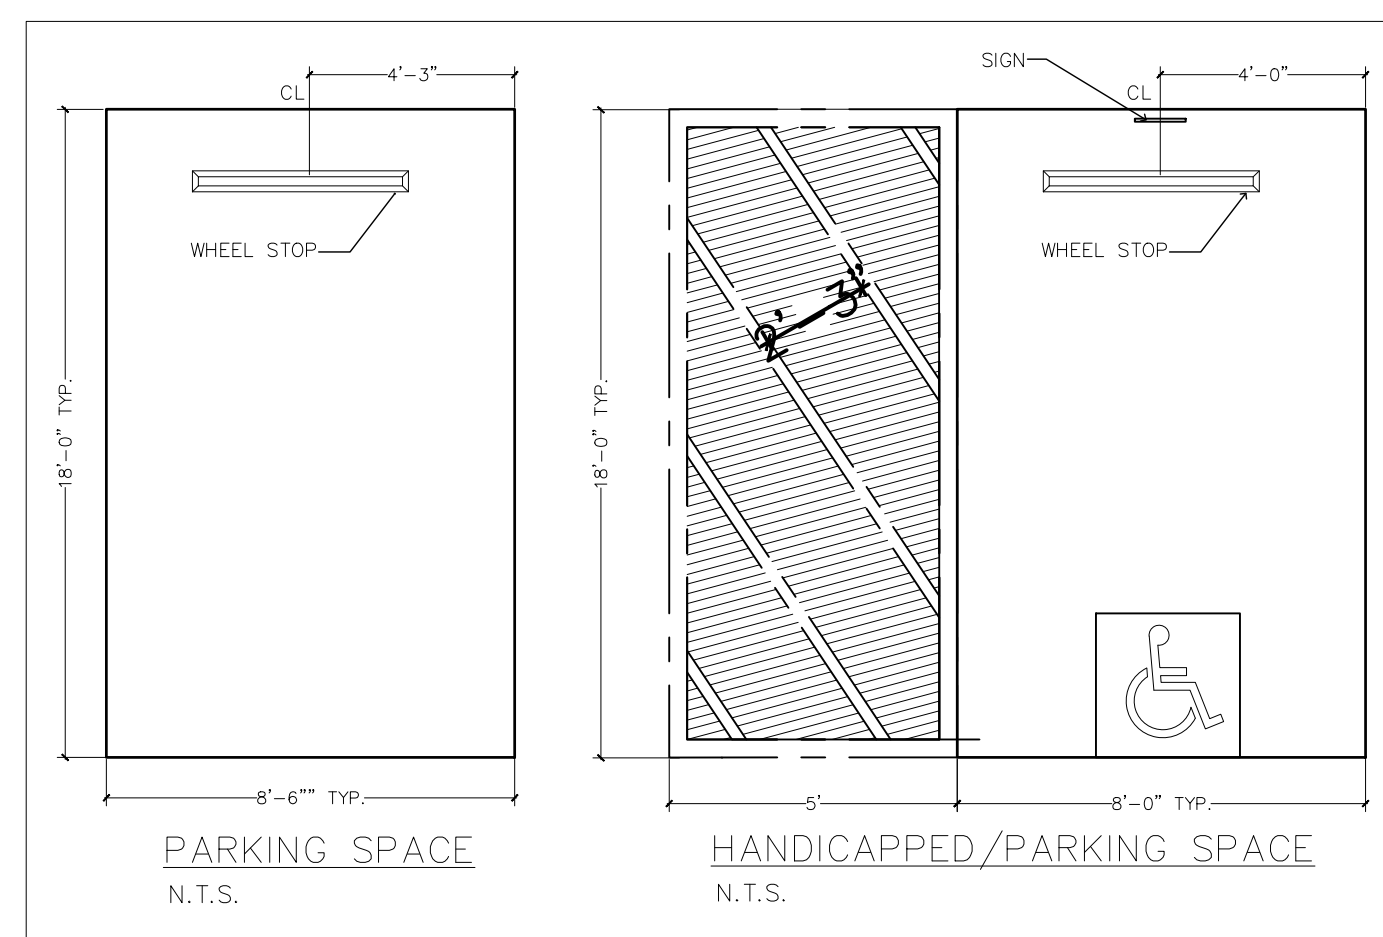 4'-3"
CL
WHEEL STOP
18'-0" TYP.
8'-6"" TYP.
PARKING SPACE
N.T.S.
SIGN
4'-0"
CL
WHEEL STOP
2' 3"
18'-0" TYP.
5'
8'-0" TYP.
HANDICAPPED/PARKING SPACE
N.T.S.